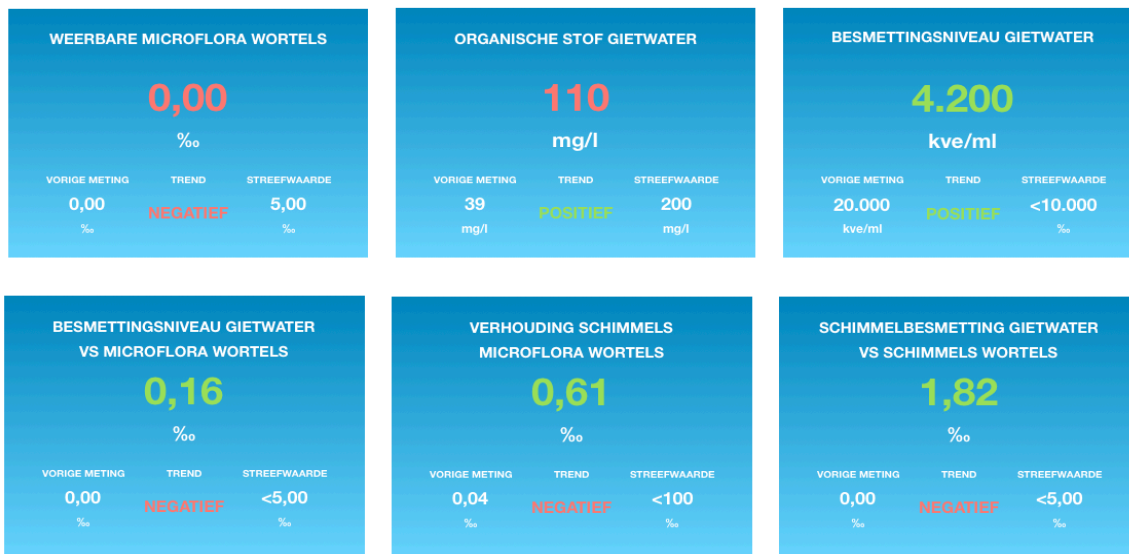 WEERBARE MICROFLORA WORTELS
0,00
‰
VORIGE METING TREND STREEFWAARDE
0,00 NEGATIEF 5,00
‰ ‰
ORGANISCHE STOF GIETWATER
110
mg/l
VORIGE METING TREND STREEFWAARDE
39 POSITIEF 200
mg/l mg/l
BESMETTINGSNIVEAU GIETWATER
4.200
kve/ml
VORIGE METING TREND STREEFWAARDE
20.000 POSITIEF <10.000
kve/ml ‰
BESMETTINGSNIVEAU GIETWATER
VS MICROFLORA WORTELS
0,16
‰
VORIGE METING TREND STREEFWAARDE
0,00 NEGATIEF <5,00
‰ ‰
VERHOUDING SCHIMMELS
MICROFLORA WORTELS
0,61
‰
VORIGE METING TREND STREEFWAARDE
0,04 NEGATIEF <100
‰ ‰
SCHIMMELBESMETTING GIETWATER
VS SCHIMMELS WORTELS
1,82
‰
VORIGE METING TREND STREEFWAARDE
0,00 NEGATIEF <5,00
‰ ‰